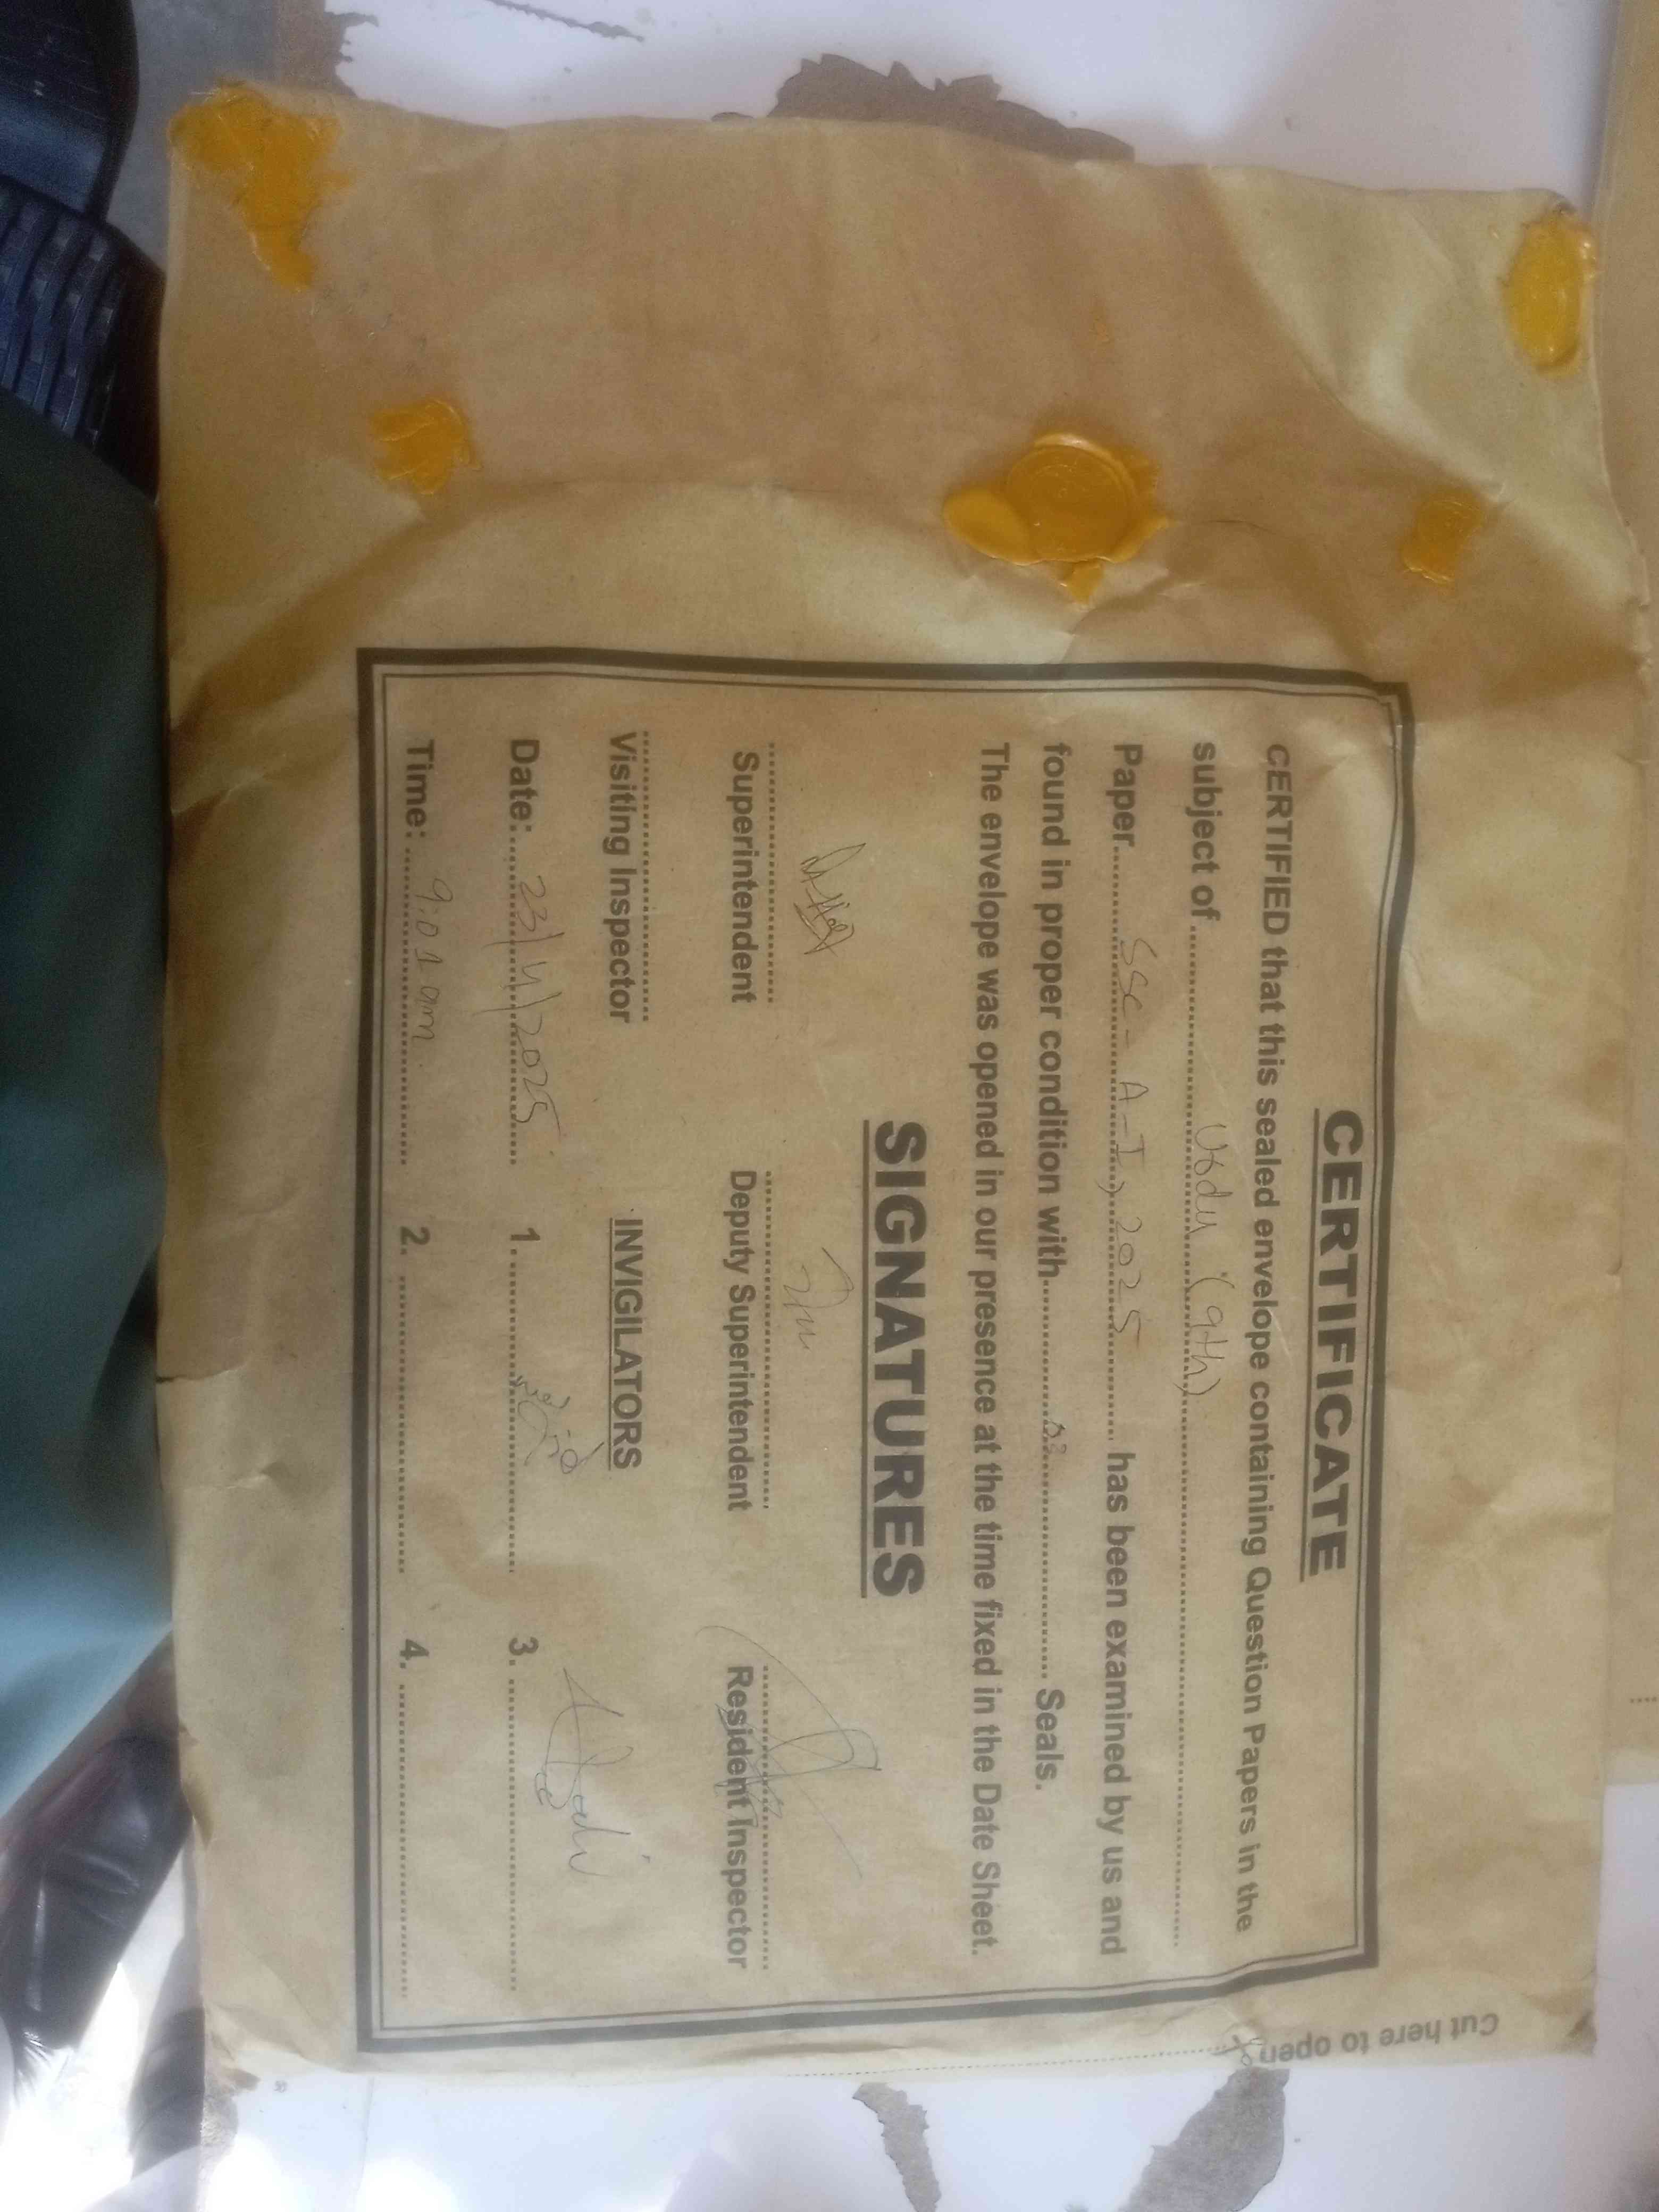 CERTIFICATE
CERTIFIED that this sealed envelope containing Question Papers in the
subject of Urdu (9th)
Paper SSC-A-I, 2025 has been examined by us and
found in proper condition with 03 Seals.
The envelope was opened in our presence at the time fixed in the Date Sheet.
SIGNATURES
Superintendent Deputy Superintendent Resident Inspector
Visiting Inspector INVIGILATORS
Date: 23/4/2025 1. 3.
Time: 9:01 am 2. 4.
Cut here to open